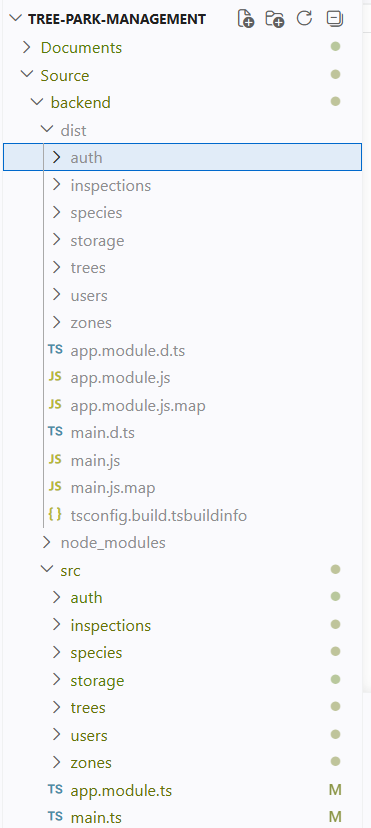 TREE-PARK-MANAGEMENT
Documents
Source
backend
dist
auth
inspections
species
storage
trees
users
zones
TS app.module.d.ts
JS app.module.js
JS app.module.js.map
TS main.d.ts
JS main.js
JS main.js.map
{} tsconfig.build.tsbuildinfo
node_modules
src
auth
inspections
species
storage
trees
users
zones
TS app.module.ts M
TS main.ts M